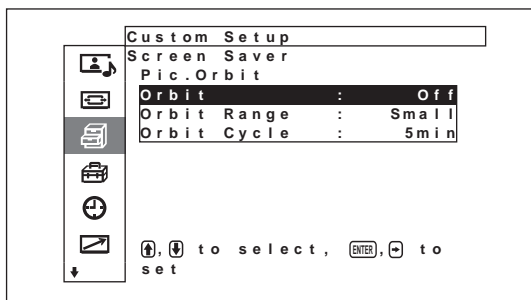 Custom Setup
Screen Saver
Pic.Orbit
Orbit : Off
Orbit Range : Small
Orbit Cycle : 5min
, to select, ENTER, to
set